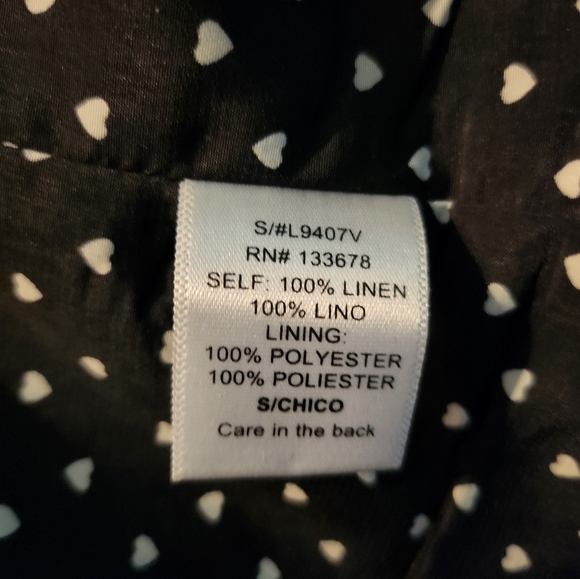 S/#L9407V
RN# 133678
SELF: 100% LINEN
100% LINO
LINING:
100% POLYESTER
100% POLIESTER
S/CHICO
Care in the back